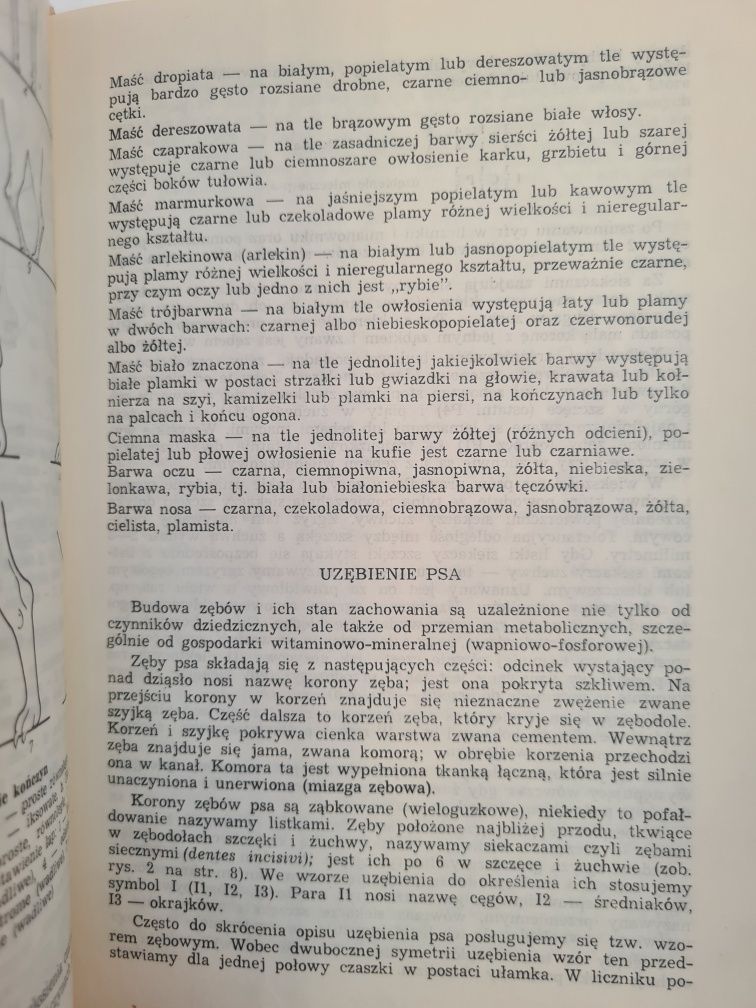 Maść dropiata — na białym, popielatym lub dereszowatym tle wystę-
pują bardzo gęsto rozsiane drobne, czarne ciemno- lub jasnobrązowe
cętki.
Maść dereszowata — na tle brązowym gęsto rozsiane białe włosy.
Maść czaprakowa — na tle zasadniczej barwy sierści żółtej lub szarej
występuje czarne lub ciemnoszare owłosienie karku, grzbietu i górnej
części boków tułowia.
Maść marmurkowa — na jaśniejszym popielatym lub kawowym tle
występują czarne lub czekoladowe plamy różnej wielkości i nieregular-
nego kształtu.
Maść arlekinowa (arlekin) — na białym lub jasnopopielatym tle wystę-
pują plamy różnej wielkości i nieregularnego kształtu, przeważnie czarne,
przy czym oczy lub jedno z nich jest „rybie”.
Maść trójbarwna — na białym tle owłosienia występują łaty lub plamy
w dwóch barwach: czarnej albo niebieskopopielatej oraz czerwonorudej
albo żółtej.
Maść biało znaczona — na tle jednolitej jakiejkolwiek barwy występują
białe plamki w postaci strzałki lub gwiazdki na głowie, krawata lub koł-
nierza na szyi, kamizelki lub plamki na piersi, na kończynach lub tylko
na palcach i końcu ogona.
Ciemna maska — na tle jednolitej barwy żółtej (różnych odcieni), po-
pielatej lub płowej owłosienie na kufie jest czarne lub czarniawe.
Barwa oczu — czarna, ciemnopiwna, jasnopiwna, żółta, niebieska, zie-
lonkawa, rybia, tj. biała lub białoniebieska barwa tęczówki.
Barwa nosa — czarna, czekoladowa, ciemnobrązowa, jasnobrązowa, żółta,
cielista, plamista.
UZĘBIENIE PSA
Budowa zębów i ich stan zachowania są uzależnione nie tylko od
czynników dziedzicznych, ale także od przemian metabolicznych, szcze-
gólnie od gospodarki witaminowo-mineralnej (wapniowo-fosforowej).
Zęby psa składają się z następujących części: odcinek wystający po-
nad dziąsło nosi nazwę korony zęba; jest ona pokryta szkliwem. Na
przejściu korony w korzeń znajduje się nieznaczne zwężenie zwane
szyjką zęba. Część dalsza to korzeń zęba, który kryje się w zębodole.
Korzeń i szyjkę pokrywa cienka warstwa zwana cementem. Wewnątrz
zęba znajduje się jama, zwana komorą; w obrębie korzenia przechodzi
ona w kanał. Komora ta jest wypełniona tkanką łączną, która jest silnie
unaczyniona i unerwiona (miazga zębowa).
Korony zębów psa są ząbkowane (wieloguzkowe), niekiedy to pofał-
dowanie nazywamy listkami. Zęby położone najbliżej przodu, tkwiące
w zębodołach szczęki i żuchwy, nazywamy siekaczami czyli zębami
siecznymi (dentes incisivi); jest ich po 6 w szczęce i żuchwie (zob.
rys. 2 na str. 8). We wzorze uzębienia do określenia ich stosujemy
symbol I (I1, I2, I3). Para I1 nosi nazwę cęgów, I2 — średniaków,
I3 — okrajków.
Często do skrócenia opisu uzębienia psa posługujemy się tzw. wzo-
rem zębowym. Wobec dwubocznej symetrii uzębienia wzór ten przed-
stawiamy dla jednej połowy czaszki w postaci ułamka. W liczniku po-